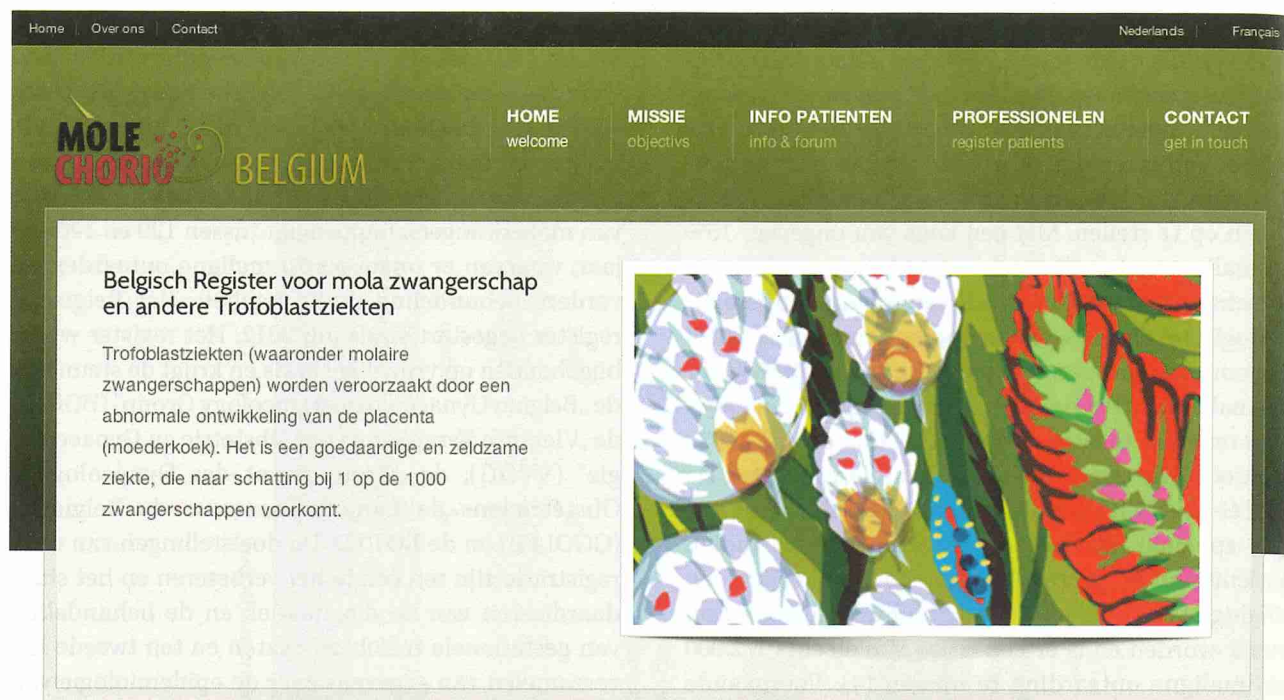 Home | Over ons | Contact
Nederlands | Français
MÒLE
CHORIO BELGIUM
HOME MISSIE INFO PATIENTEN PROFESSIONELEN CONTACT
welcome objectivs info & forum register patients get in touch
Belgisch Register voor mola zwangerschap
en andere Trofoblastziekten
Trofoblastziekten (waaronder molaire
zwangerschappen) worden veroorzaakt door een
abnormale ontwikkeling van de placenta
(moederkoek). Het is een goedaardige en zeldzame
ziekte, die naar schatting bij 1 op de 1000
zwangerschappen voorkomt.